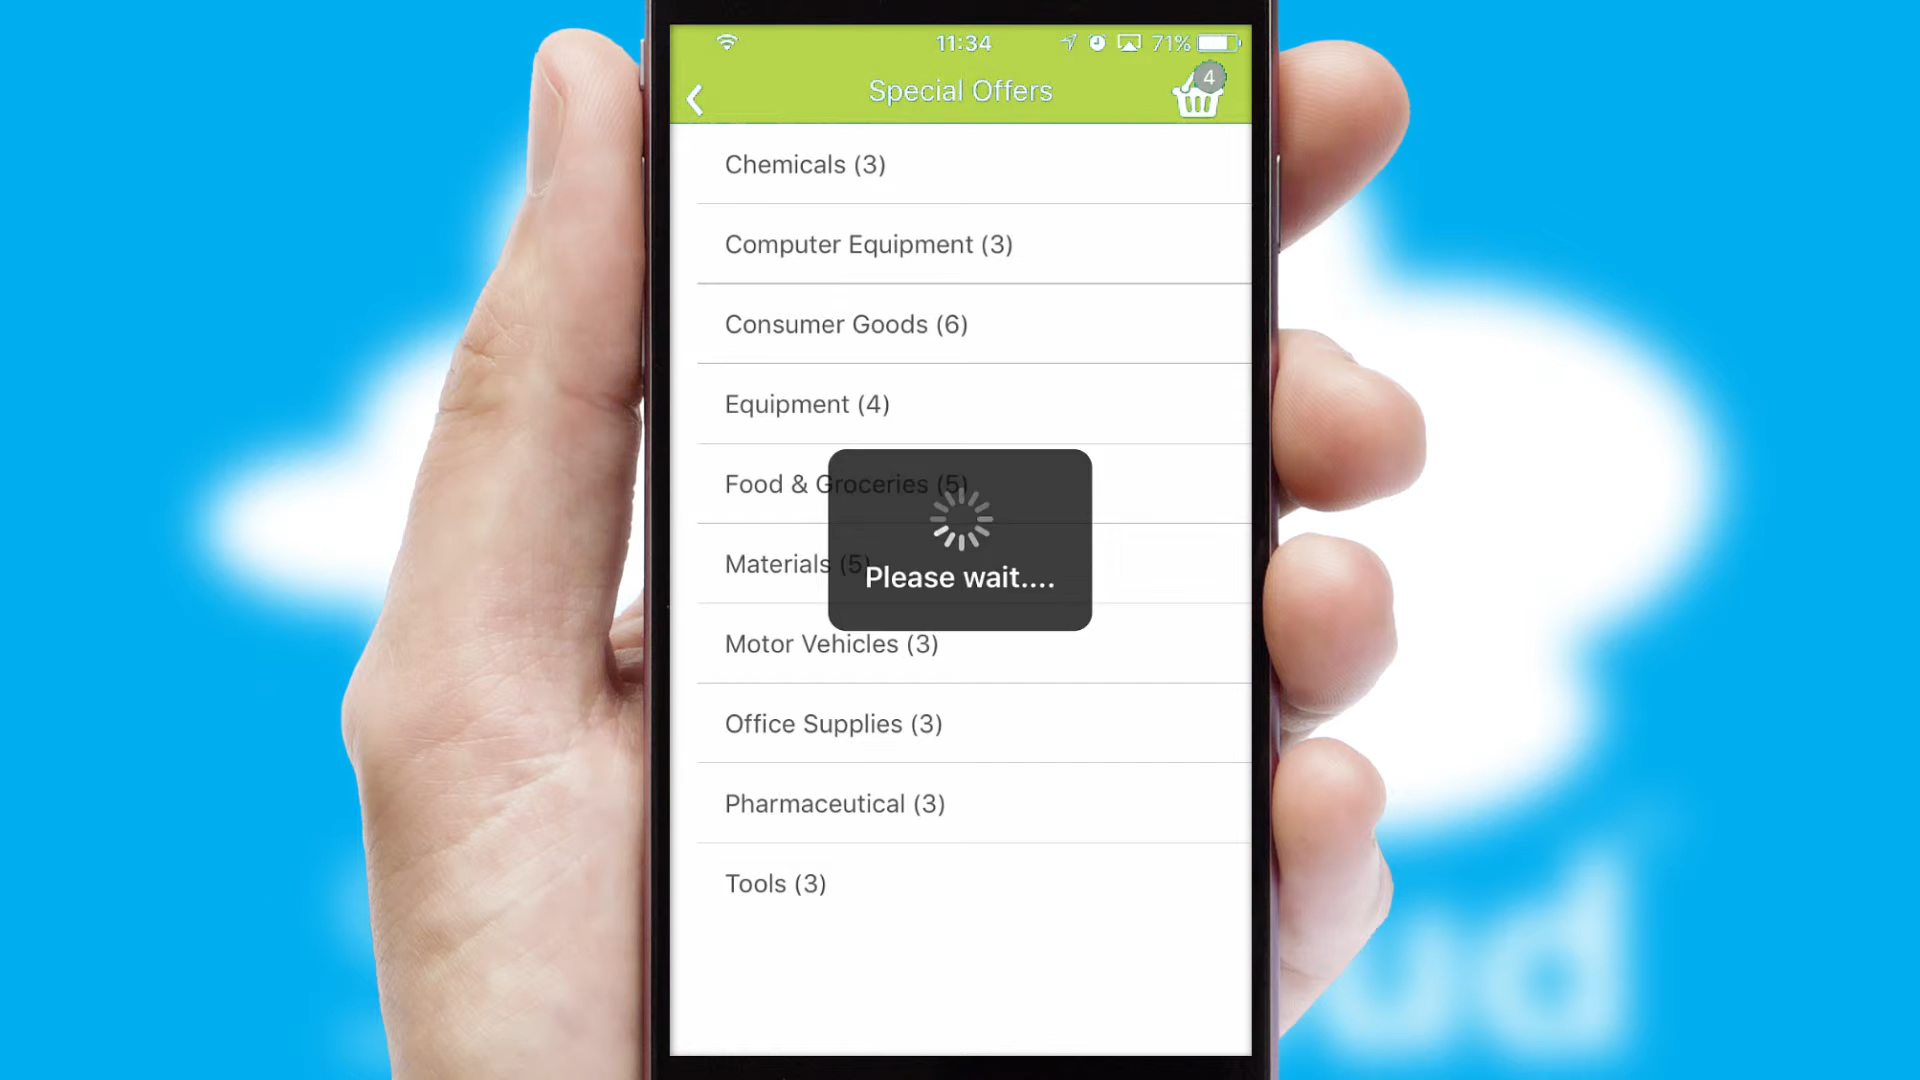 11:34
71%
Special Offers
4
Chemicals (3)
Computer Equipment (3)
Consumer Goods (6)
Equipment (4)
Food & Groceries (5)
Materials (5)
Please wait....
Motor Vehicles (3)
Office Supplies (3)
Pharmaceutical (3)
Tools (3)
ud